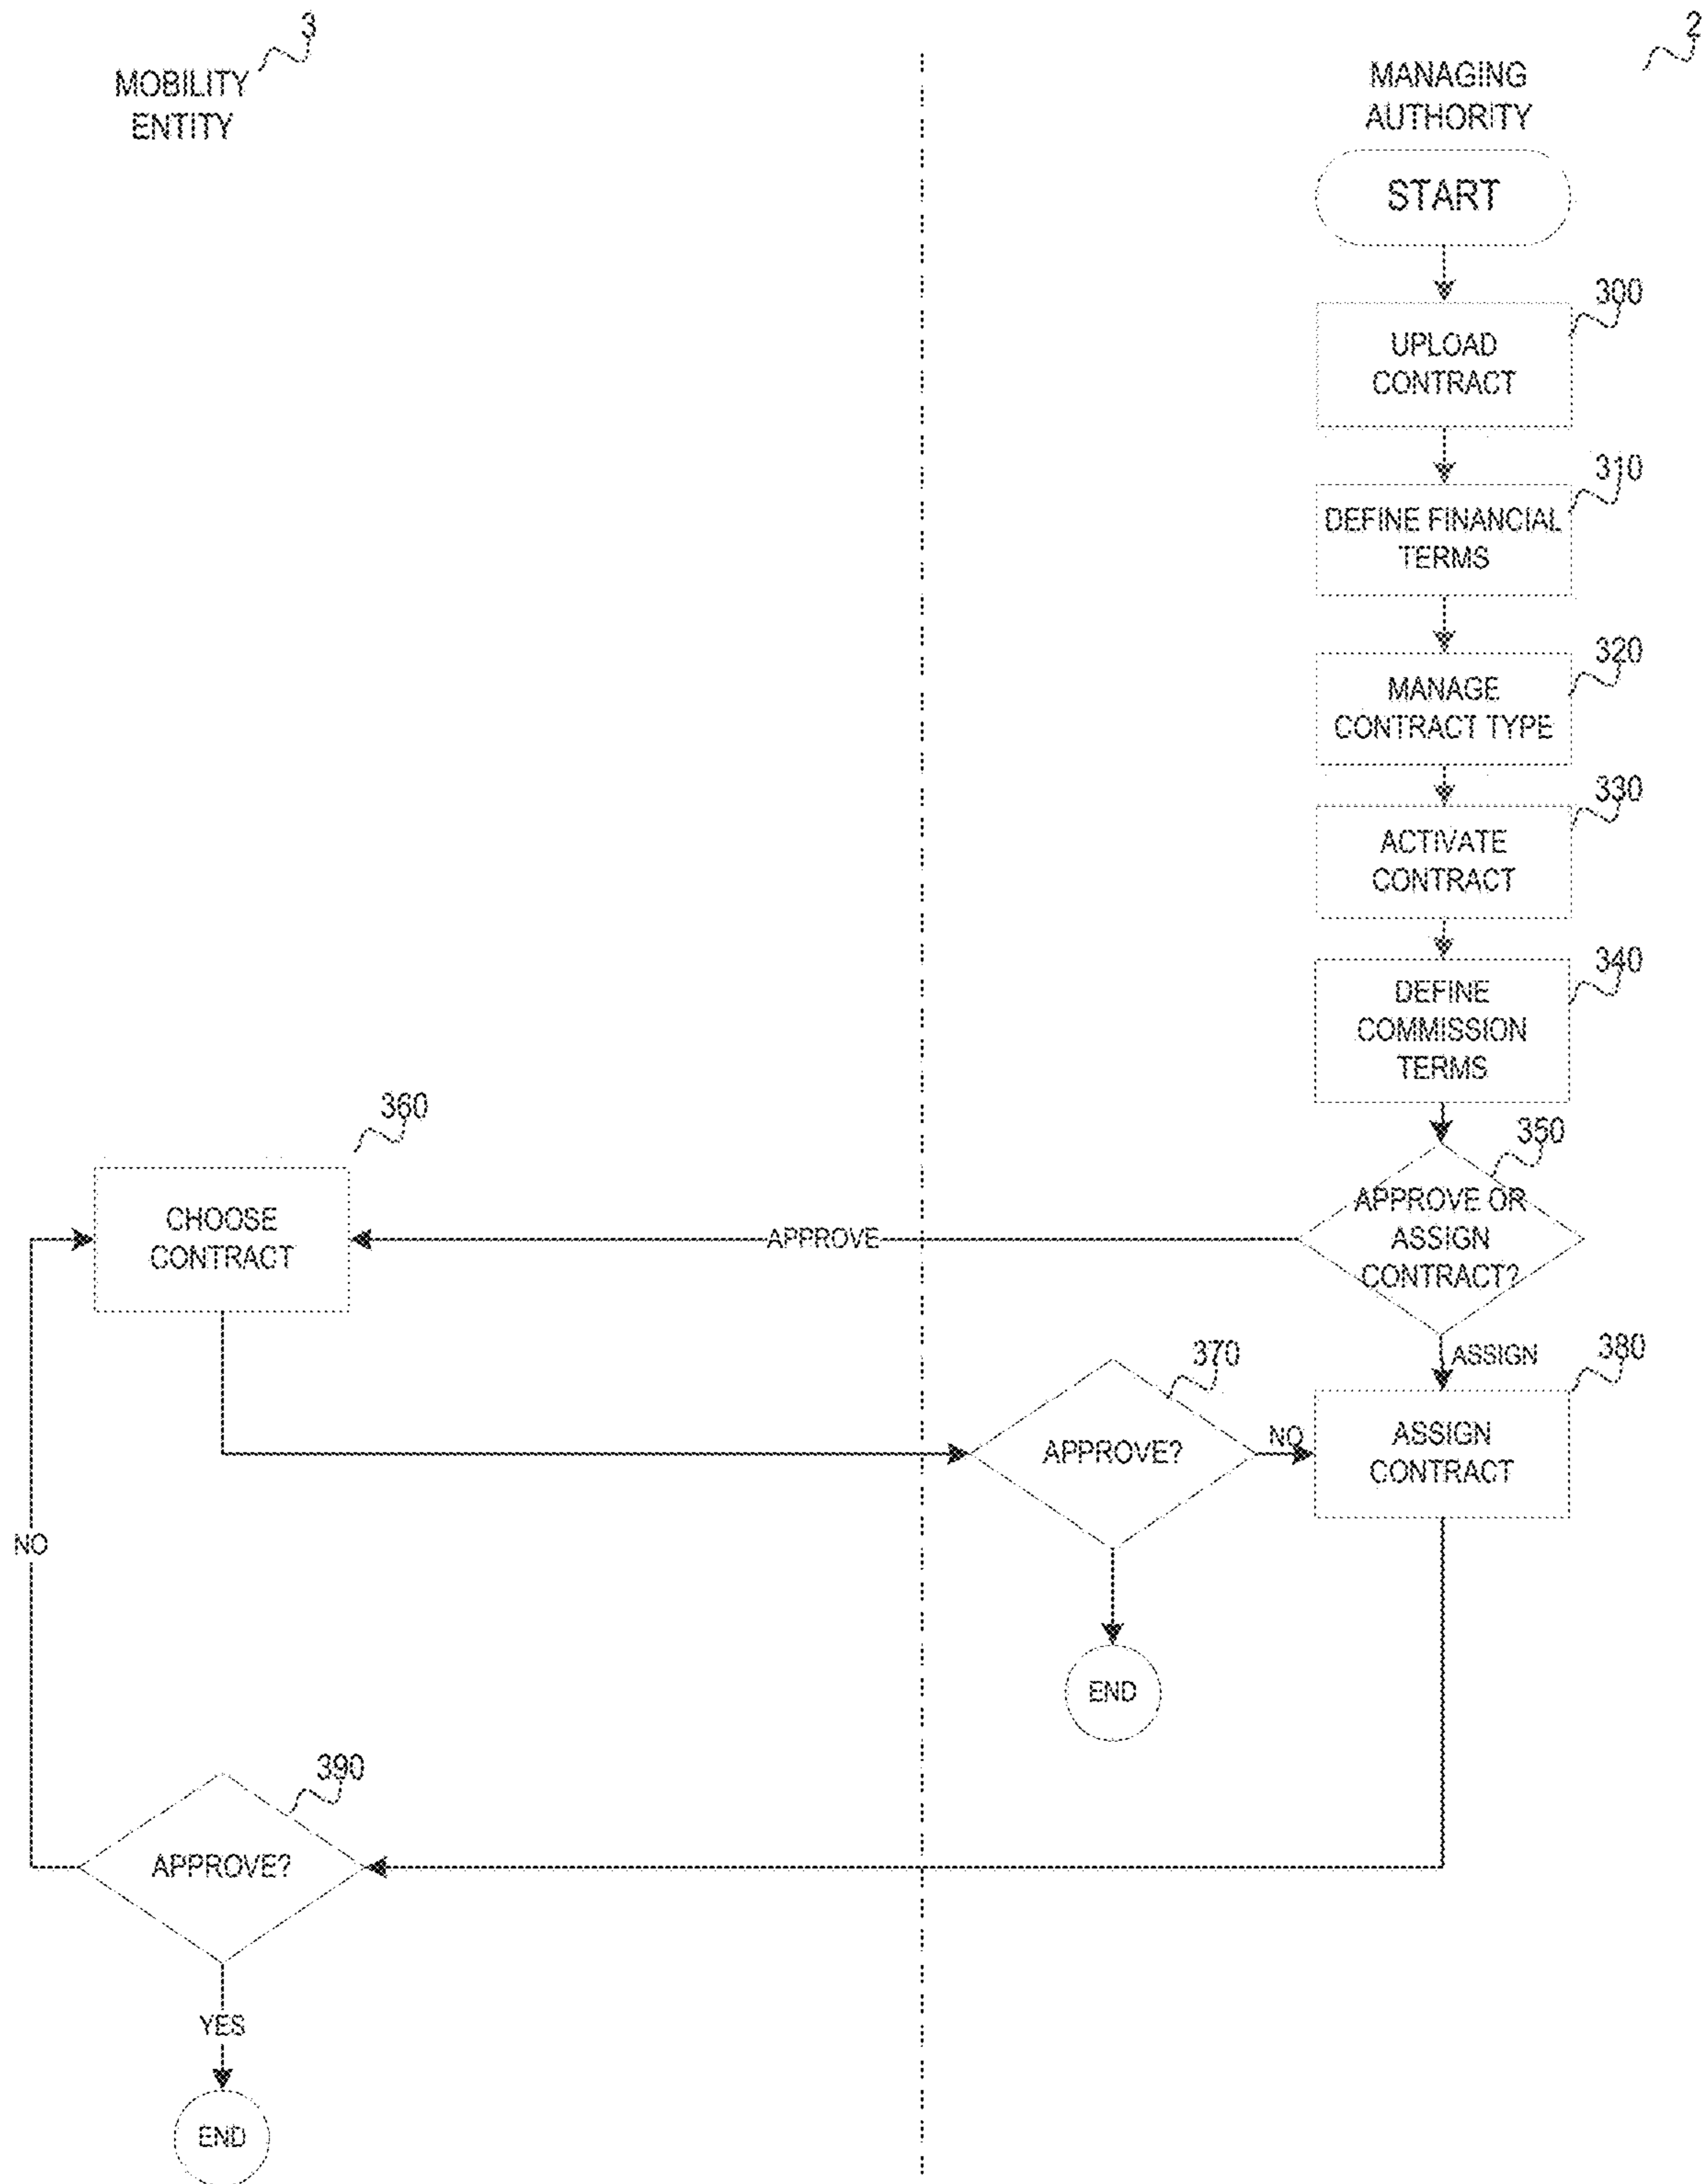 3
MOBILITY
ENTITY
2
MANAGING
AUTHORITY
START
300
UPLOAD
CONTRACT
310
DEFINE FINANCIAL
TERMS
320
MANAGE
CONTRACT TYPE
330
ACTIVATE
CONTRACT
340
DEFINE
COMMISSION
TERMS
350
APPROVE OR
ASSIGN
CONTRACT?
APPROVE
360
CHOOSE
CONTRACT
ASSIGN
370
APPROVE?
NO
380
ASSIGN
CONTRACT
END
NO
390
APPROVE?
YES
END